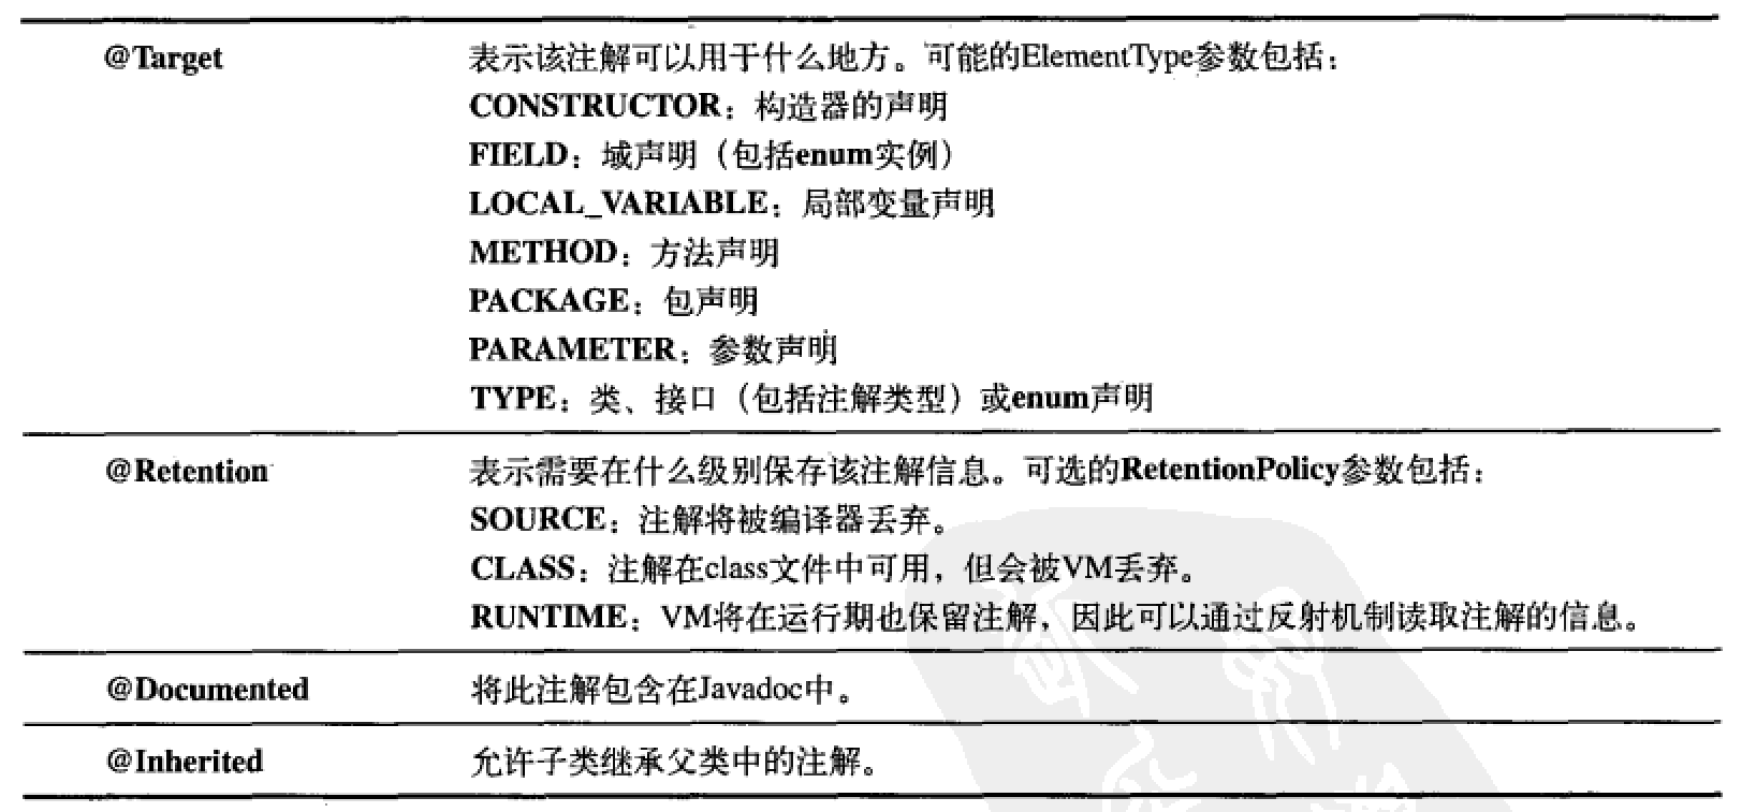 @Target 表示该注解可以用于什么地方。可能的ElementType参数包括：
CONSTRUCTOR：构造器的声明
FIELD：域声明（包括enum实例）
LOCAL_VARIABLE：局部变量声明
METHOD：方法声明
PACKAGE：包声明
PARAMETER：参数声明
TYPE：类、接口（包括注解类型）或enum声明
@Retention 表示需要在什么级别保存该注解信息。可选的RetentionPolicy参数包括：
SOURCE：注解将被编译器丢弃。
CLASS：注解在class文件中可用，但会被VM丢弃。
RUNTIME：VM将在运行期也保留注解，因此可以通过反射机制读取注解的信息。
@Documented 将此注解包含在Javadoc中。
@Inherited 允许子类继承父类中的注解。